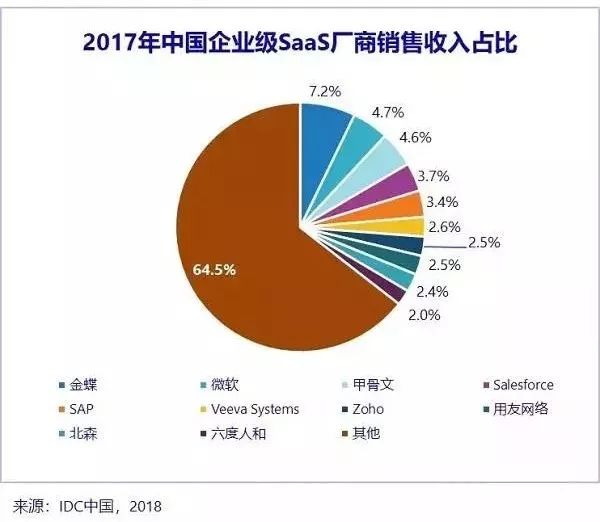 2017年中国企业级SaaS厂商销售收入占比
7.2%
4.7%
4.6%
3.7%
3.4%
2.6%
2.5%
2.5%
2.4%
2.0%
64.5%
金蝶 微软 甲骨文 Salesforce
SAP Veeva Systems Zoho 用友网络
北森 六度人和 其他
来源：IDC中国，2018